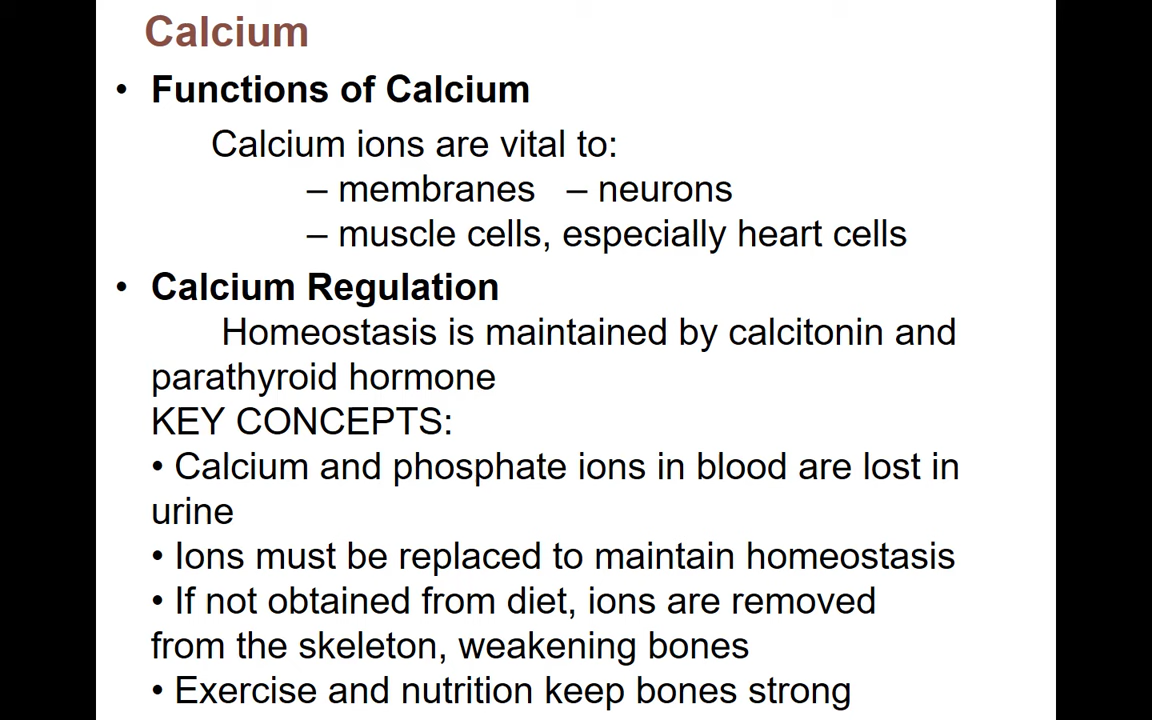 Calcium
• Functions of Calcium
Calcium ions are vital to:
– membranes – neurons
– muscle cells, especially heart cells
• Calcium Regulation
Homeostasis is maintained by calcitonin and
parathyroid hormone
KEY CONCEPTS:
• Calcium and phosphate ions in blood are lost in
urine
• Ions must be replaced to maintain homeostasis
• If not obtained from diet, ions are removed
from the skeleton, weakening bones
• Exercise and nutrition keep bones strong